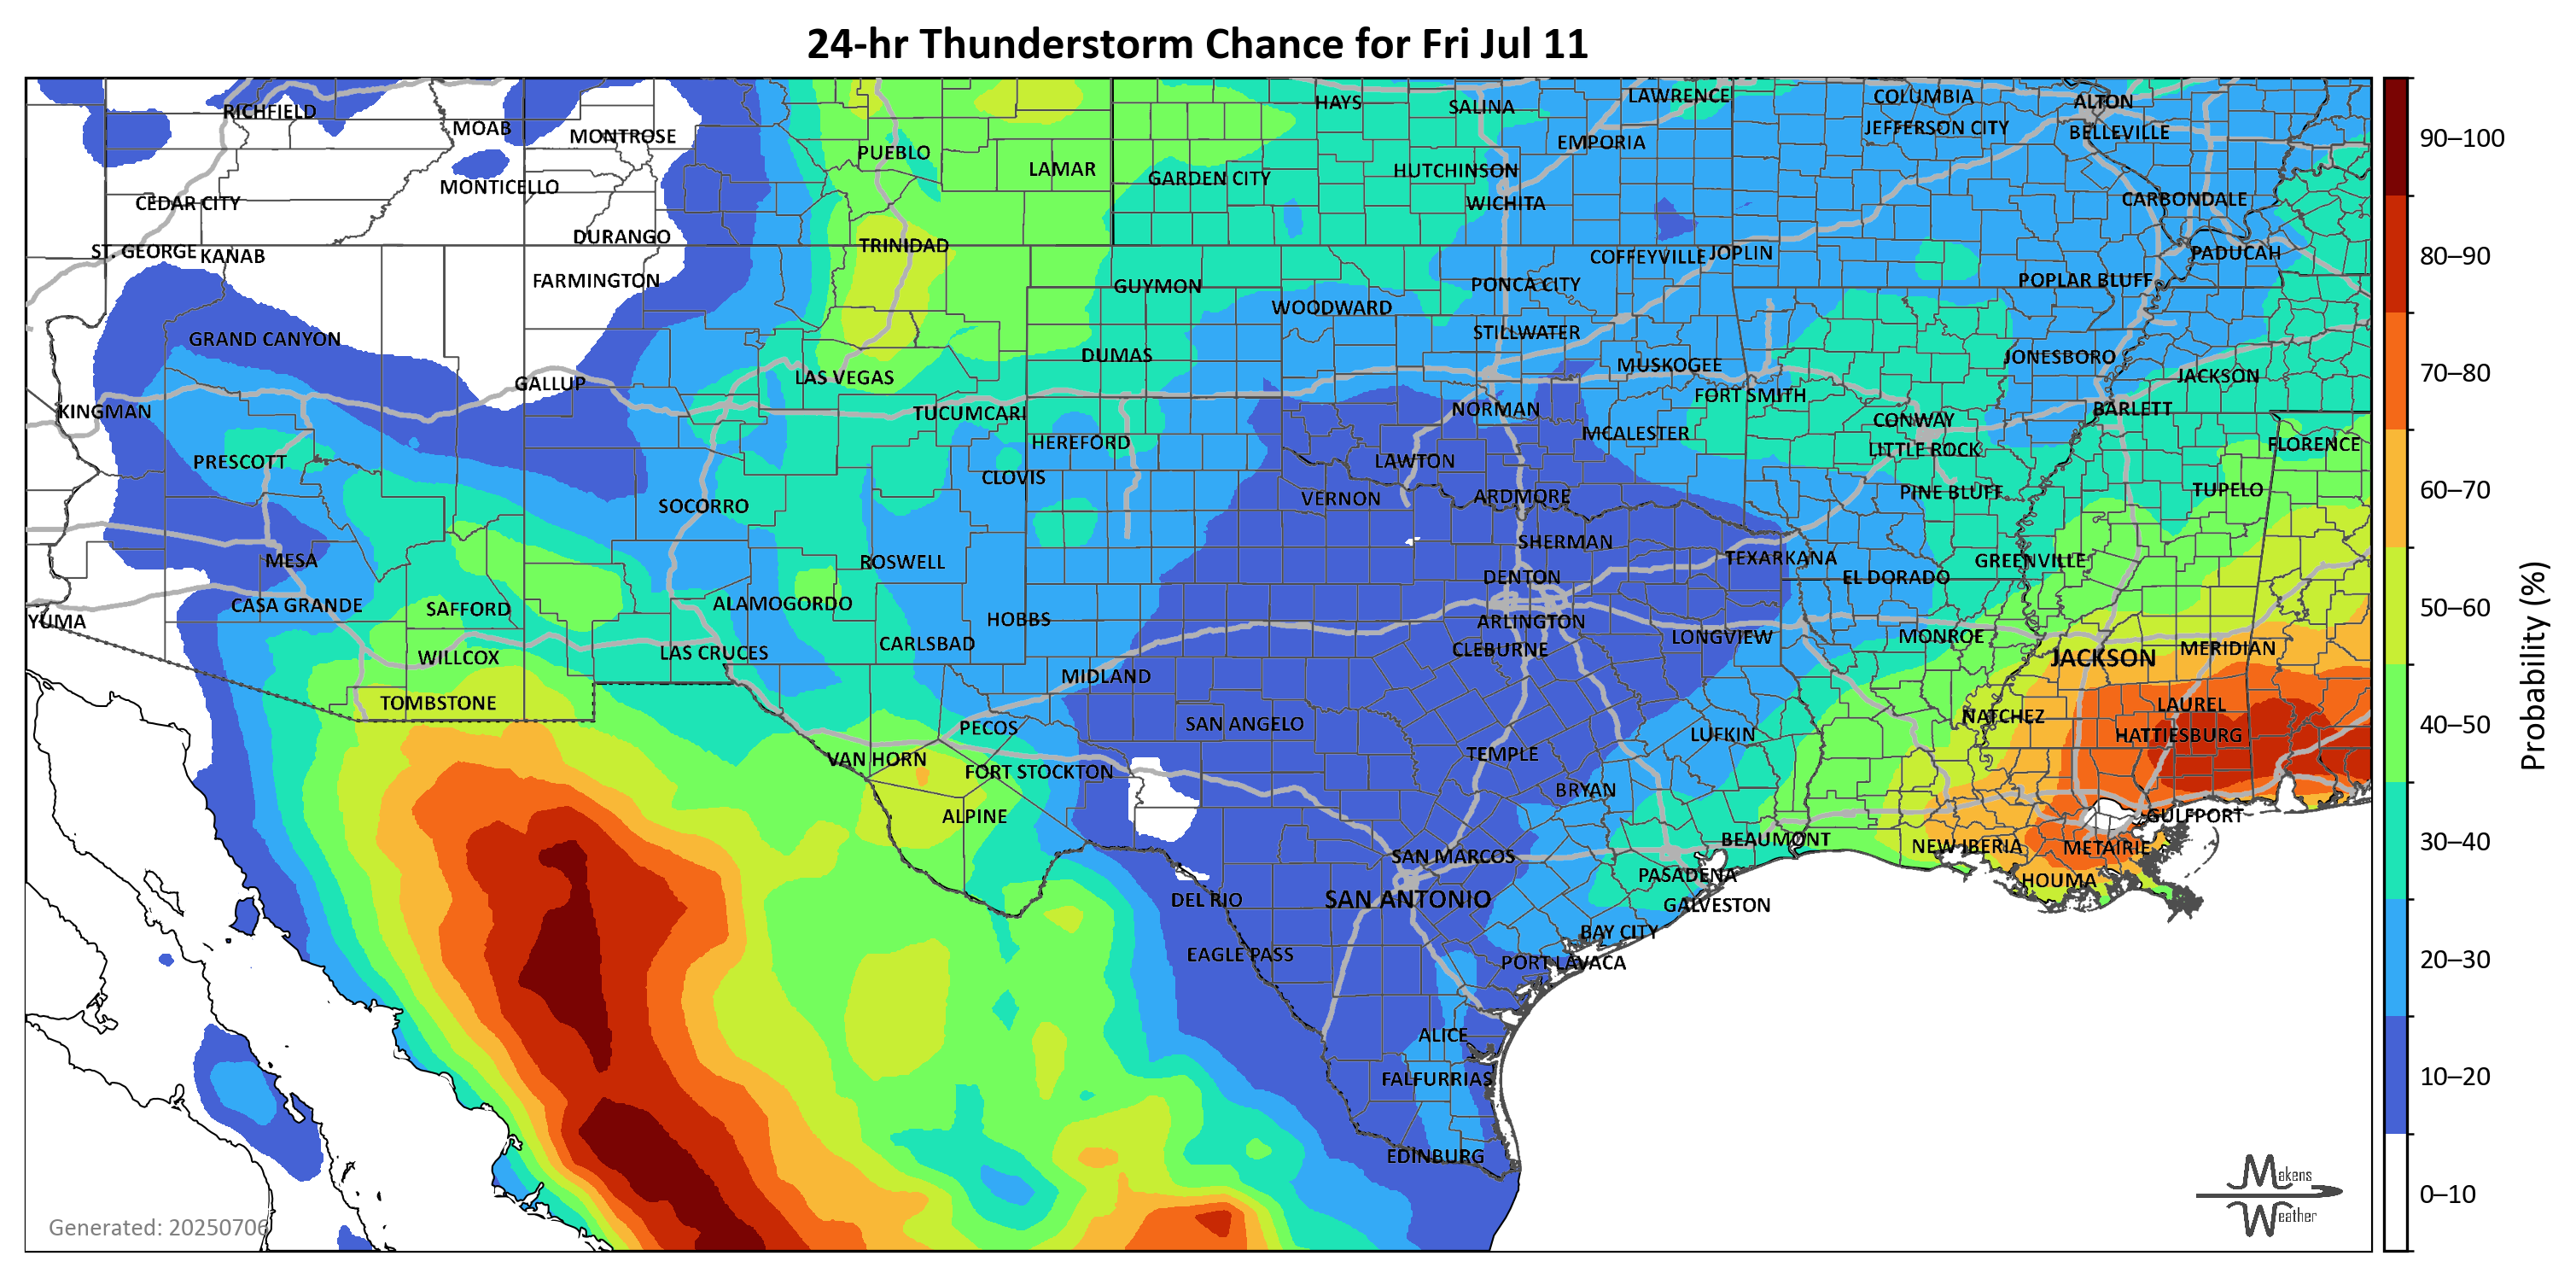 24-hr Thunderstorm Chance for Fri Jul 11
RICHFIELD
MOAB
MONTROSE
PUEBLO
LAMAR
HAYS
SALINA
LAWRENCE
COLUMBIA
ALTON
JEFFERSON CITY
BELLEVILLE
EMPORIA
HUTCHINSON
GARDEN CITY
MONTICELLO
CEDAR CITY
WICHITA
CARBONDALE
DURANGO
TRINIDAD
ST. GEORGE
KANAB
COFFEYVILLE
JOPLIN
PADUCAH
FARMINGTON
GUYMON
PONCA CITY
POPLAR BLUFF
WOODWARD
STILLWATER
GRAND CANYON
DUMAS
MUSKOGEE
JONESBORO
JACKSON
GALLUP
LAS VEGAS
FORT SMITH
KINGMAN
TUCUMCARI
NORMAN
BARLETT
CONWAY
MCALESTER
HEREFORD
LITTLE ROCK
FLORENCE
PRESCOTT
CLOVIS
LAWTON
VERNON
ARDMORE
PINE BLUFF
TUPELO
SOCORRO
SHERMAN
MESA
ROSWELL
TEXARKANA
GREENVILLE
DENTON
EL DORADO
CASA GRANDE
SAFFORD
ALAMOGORDO
YUMA
HOBBS
ARLINGTON
LONGVIEW
MONROE
CARLSBAD
CLEBURNE
WILLCOX
LAS CRUCES
JACKSON
MERIDIAN
MIDLAND
TOMBSTONE
LAUREL
NATCHEZ
PECOS
SAN ANGELO
LUFKIN
HATTIESBURG
VAN HORN
TEMPLE
FORT STOCKTON
BRYAN
ALPINE
GULFPORT
BEAUMONT
NEW IBERIA
METAIRIE
SAN MARCOS
PASADENA
HOUMA
DEL RIO
SAN ANTONIO
GALVESTON
BAY CITY
EAGLE PASS
PORT LAVACA
ALICE
FALFURRIAS
EDINBURG
Generated: 20250706
Makens
Weather
90–100
80–90
70–80
60–70
50–60
40–50
30–40
20–30
10–20
0–10
Probability (%)